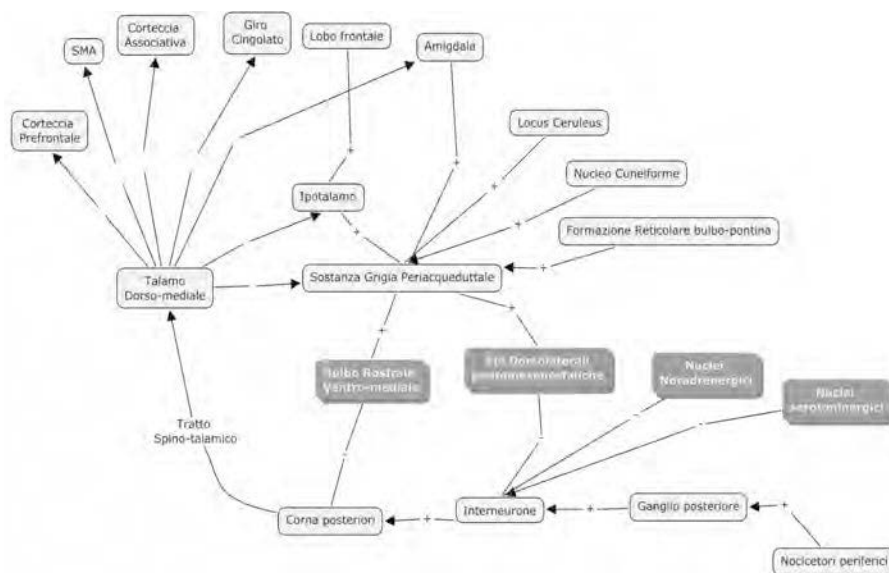 Corteccia
Associativa
Giro
Cingolato
Lobo frontale
SMA
Amigdala
Corteccia
Prefrontale
Locus Ceruleus
Nucleo Cuneiforme
Ipotalamo
Formazione Reticolare bulbo-pontina
Talamo
Dorso-mediale
Sostanza Grigia Periacqueduttale
+
+
+
+
+
+
+
Bulbo Rostrale
Ventro-mediale
Dorsolaterali
Nuclei
Noradrenergici
Nuclei
serotoninergici
Tratto
Spino-talamico
Corna posteriori
+
Interneurone
+
Ganglio posteriore
+
Nocicetori periferici